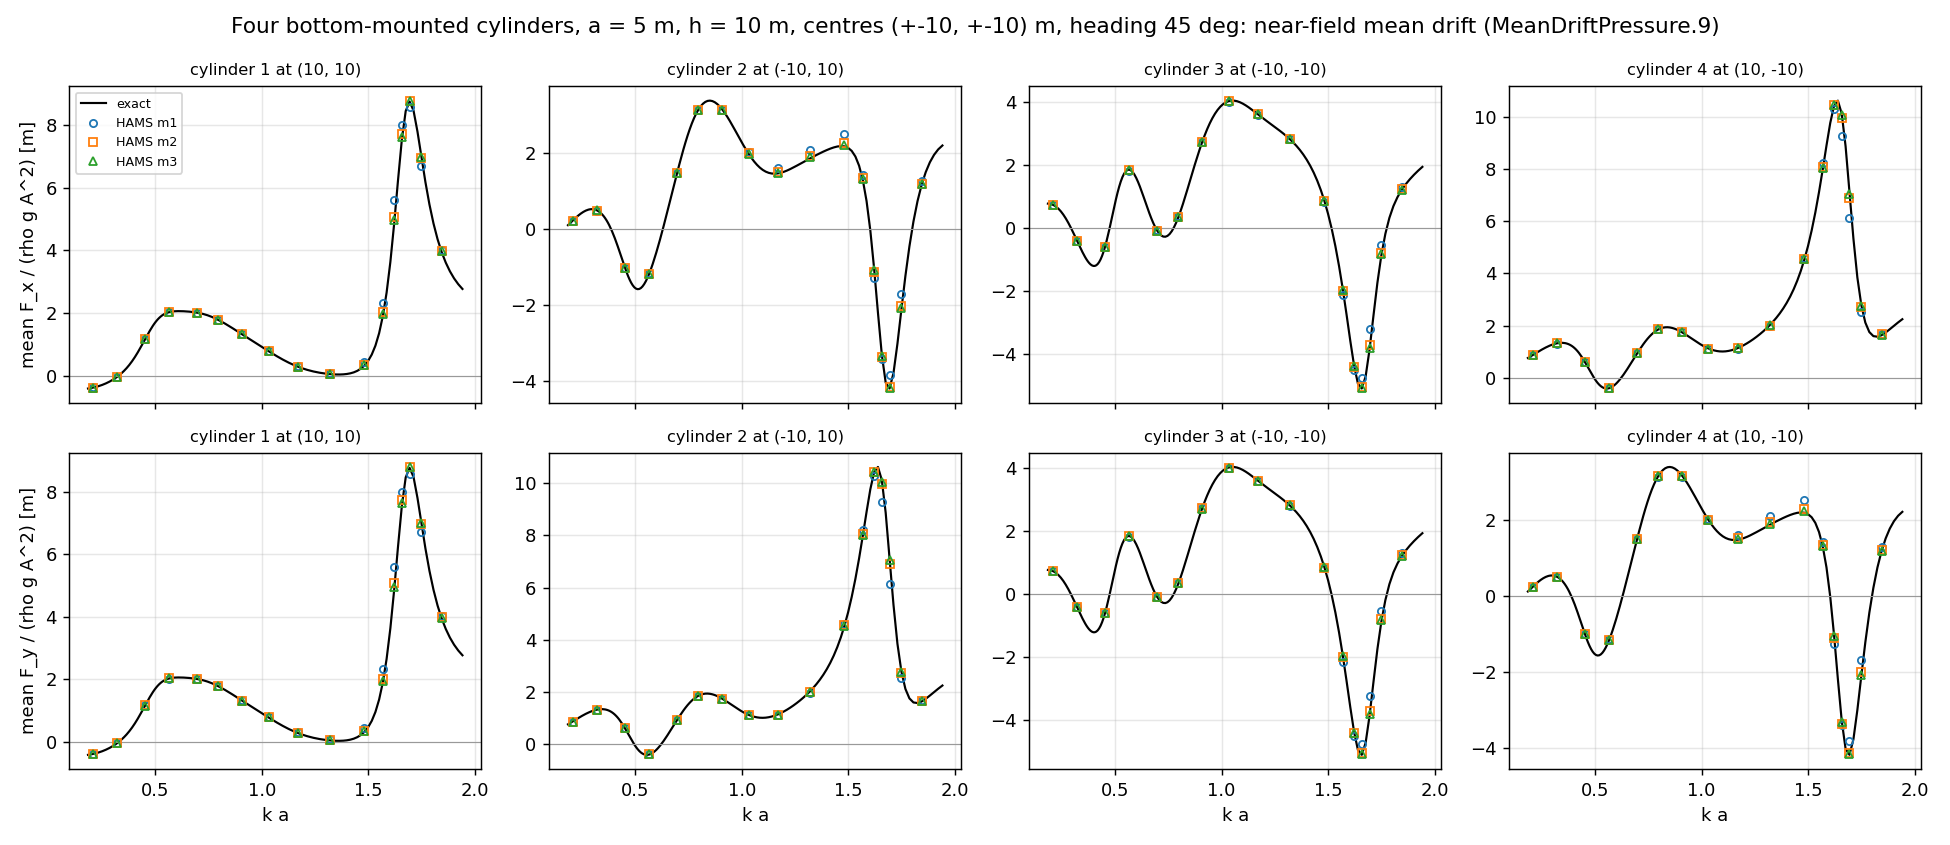 Four bottom-mounted cylinders, a = 5 m, h = 10 m, centres (+-10, +-10) m, heading 45 deg: near-field mean drift (MeanDriftPressure.9)
cylinder 1 at (10, 10)
cylinder 2 at (-10, 10)
cylinder 3 at (-10, -10)
cylinder 4 at (10, -10)
mean F_x / (rho g A^2) [m]
exact
HAMS m1
HAMS m2
HAMS m3
8
6
4
2
0
2
0
−2
−4
4
2
0
−2
−4
10
8
6
4
2
0
cylinder 1 at (10, 10)
cylinder 2 at (-10, 10)
cylinder 3 at (-10, -10)
cylinder 4 at (10, -10)
mean F_y / (rho g A^2) [m]
8
6
4
2
0
10
8
6
4
2
0
4
2
0
−2
−4
2
0
−2
−4
0.5 1.0 1.5 2.0
0.5 1.0 1.5 2.0
0.5 1.0 1.5 2.0
0.5 1.0 1.5 2.0
k a
k a
k a
k a